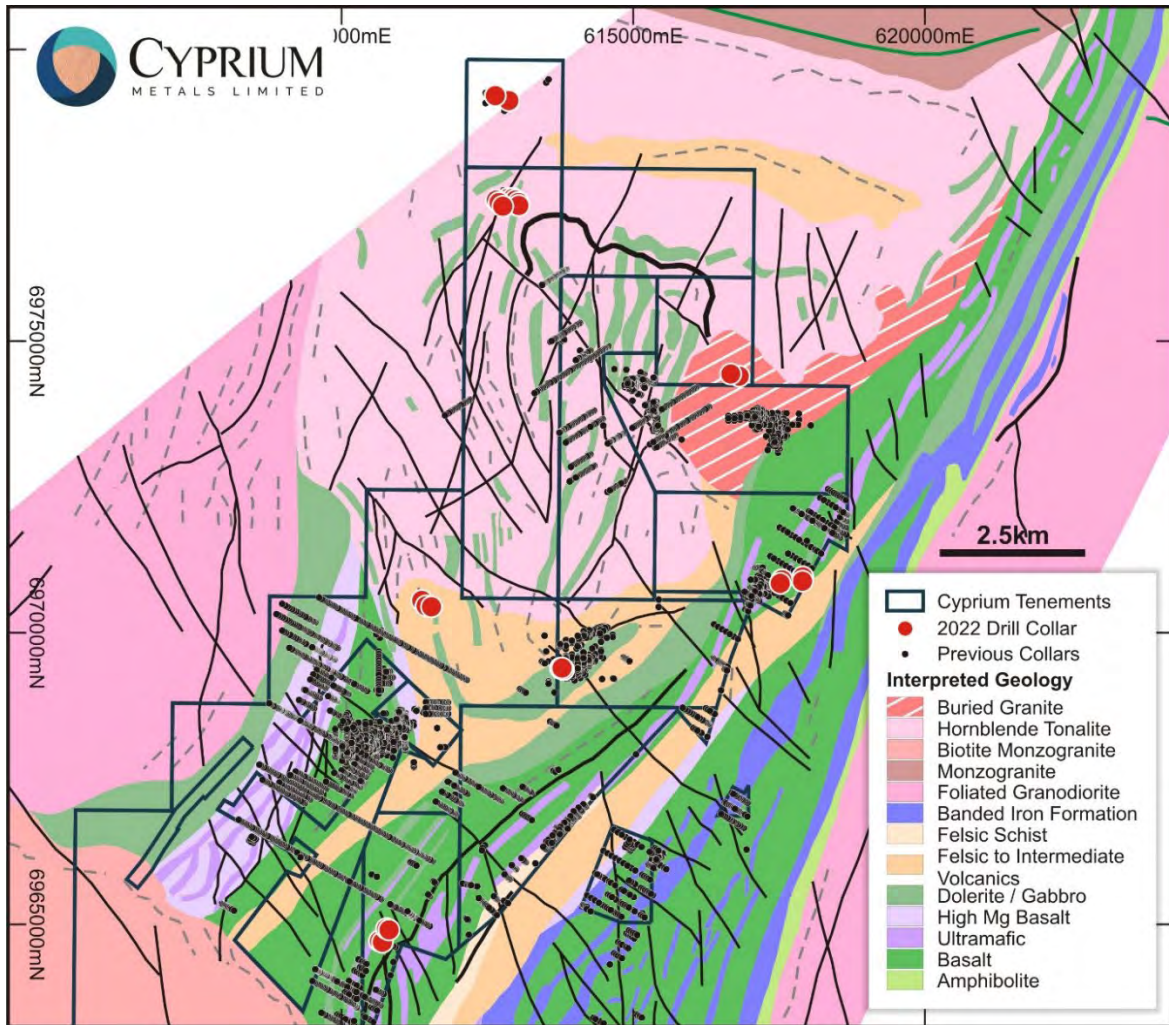 CYPRIUM
METALS LIMITED
000mE
615000mE
620000mE
6975000mN
6970000mN
6965000mN
2.5km
Cyprium Tenements
2022 Drill Collar
Previous Collars
Interpreted Geology
Buried Granite
Hornblende Tonalite
Biotite Monzogranite
Monzogranite
Foliated Granodiorite
Banded Iron Formation
Felsic Schist
Felsic to Intermediate
Volcanics
Dolerite / Gabbro
High Mg Basalt
Ultramafic
Basalt
Amphibolite